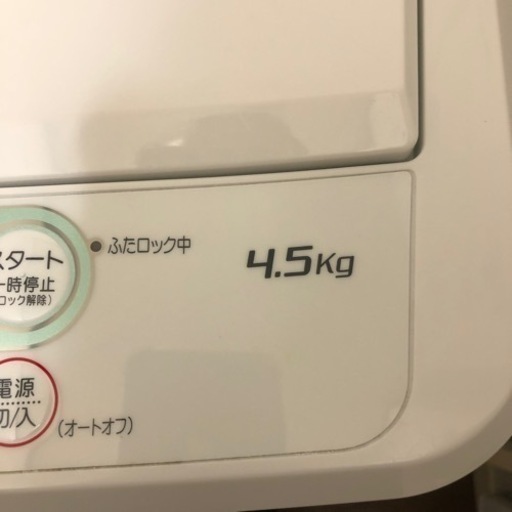 スタート
一時停止
(ロック解除)
ふたロック中
4.5Kg
電源
切/入
(オートオフ)